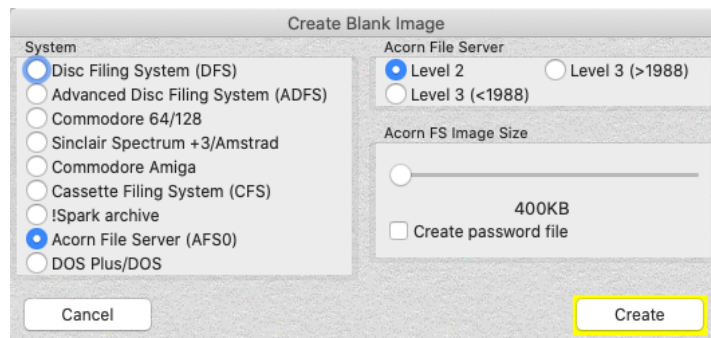 Create Blank Image
System
Disc Filing System (DFS)
Advanced Disc Filing System (ADFS)
Commodore 64/128
Sinclair Spectrum +3/Amstrad
Commodore Amiga
Cassette Filing System (CFS)
!Spark archive
Acorn File Server (AFS0)
DOS Plus/DOS
Acorn File Server
Level 2 Level 3 (>1988)
Level 3 (<1988)
Acorn FS Image Size
400KB
Create password file
Cancel Create